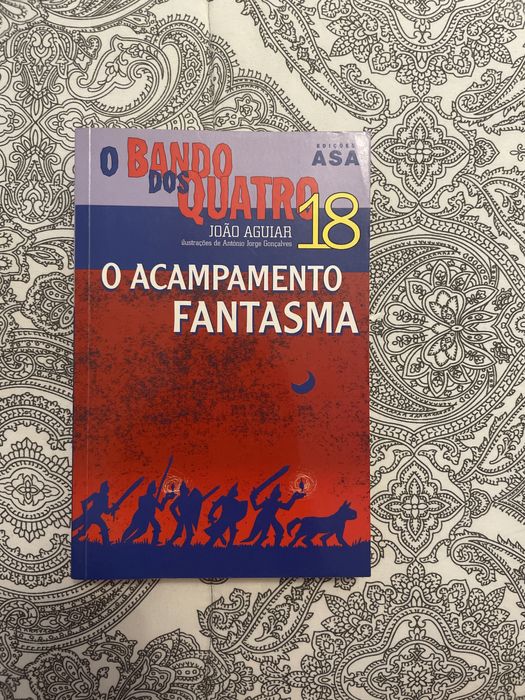 EDIÇÕES
ASA
O BANDO
DOS
QUATRO
18
JOÃO AGUIAR
ilustrações de António Jorge Gonçalves
O ACAMPAMENTO
FANTASMA